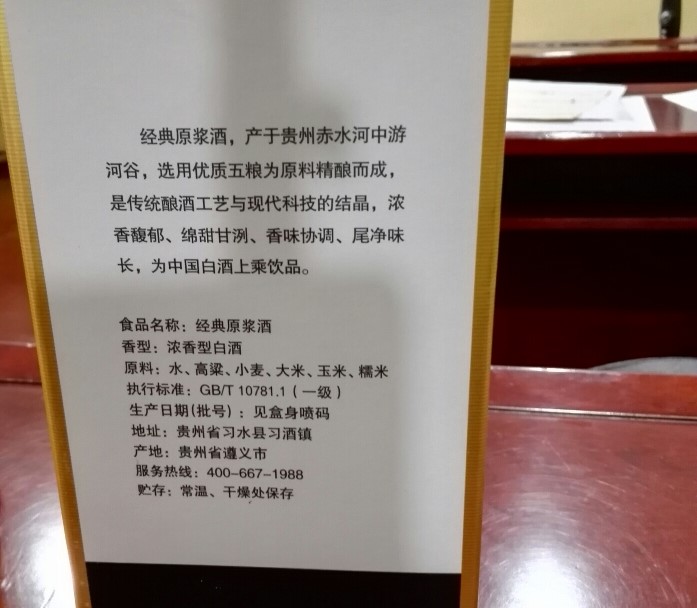 经典原浆酒，产于贵州赤水河中游
河谷，选用优质五粮为原料精酿而成，
是传统酿酒工艺与现代科技的结晶，浓
香馥郁、绵甜甘洌、香味协调、尾净味
长，为中国白酒上乘饮品。
食品名称：经典原浆酒
香型：浓香型白酒
原料：水、高粱、小麦、大米、玉米、糯米
执行标准：GB/T 10781.1（一级）
生产日期(批号)：见盒身喷码
地址：贵州省习水县习酒镇
产地：贵州省遵义市
服务热线：400-667-1988
贮存：常温、干燥处保存